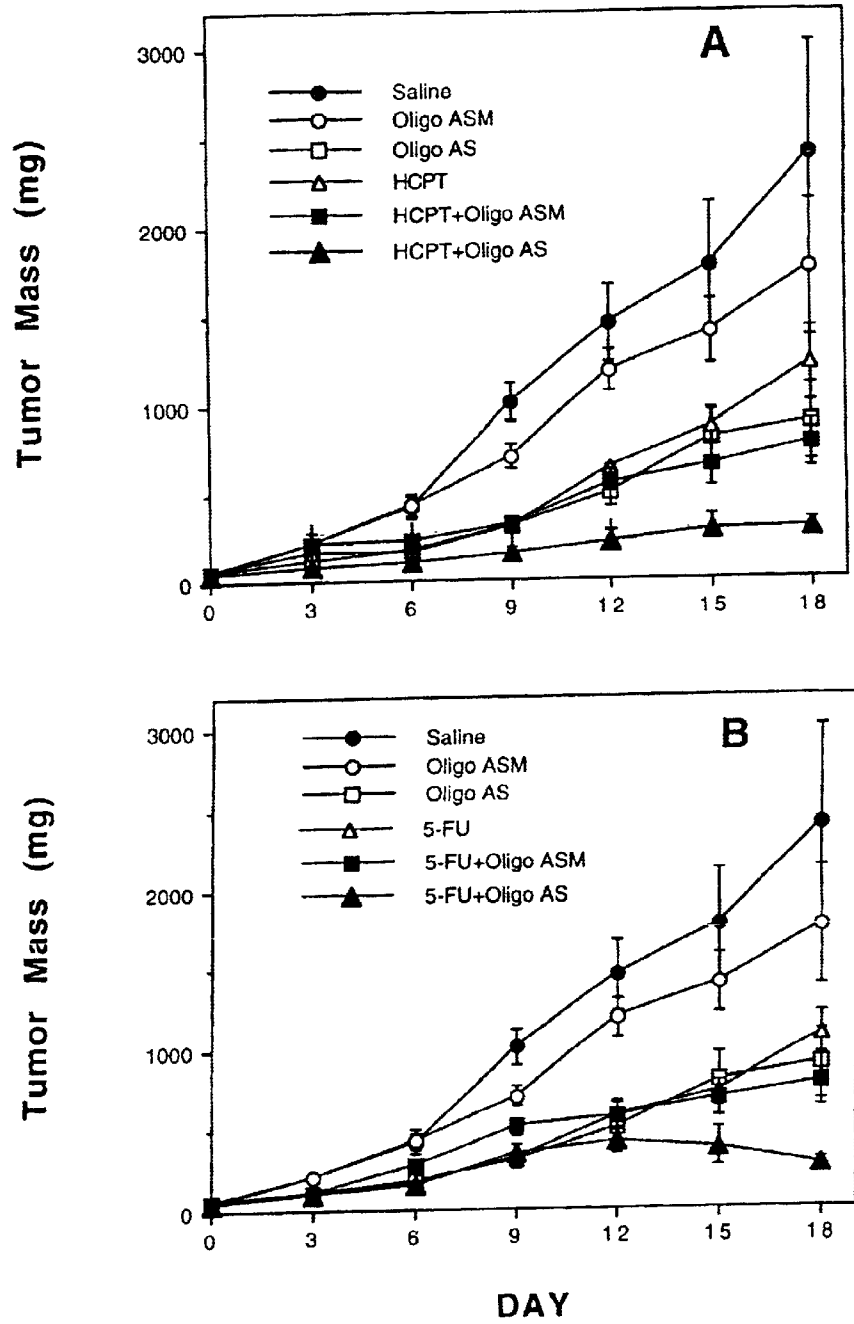 A
Tumor Mass (mg)
3000
2000
1000
0
Saline
Oligo ASM
Oligo AS
HCPT
HCPT+Oligo ASM
HCPT+Oligo AS
0 3 6 9 12 15 18
B
Tumor Mass (mg)
3000
2000
1000
0
Saline
Oligo ASM
Oligo AS
5-FU
5-FU+Oligo ASM
5-FU+Oligo AS
0 3 6 9 12 15 18
DAY